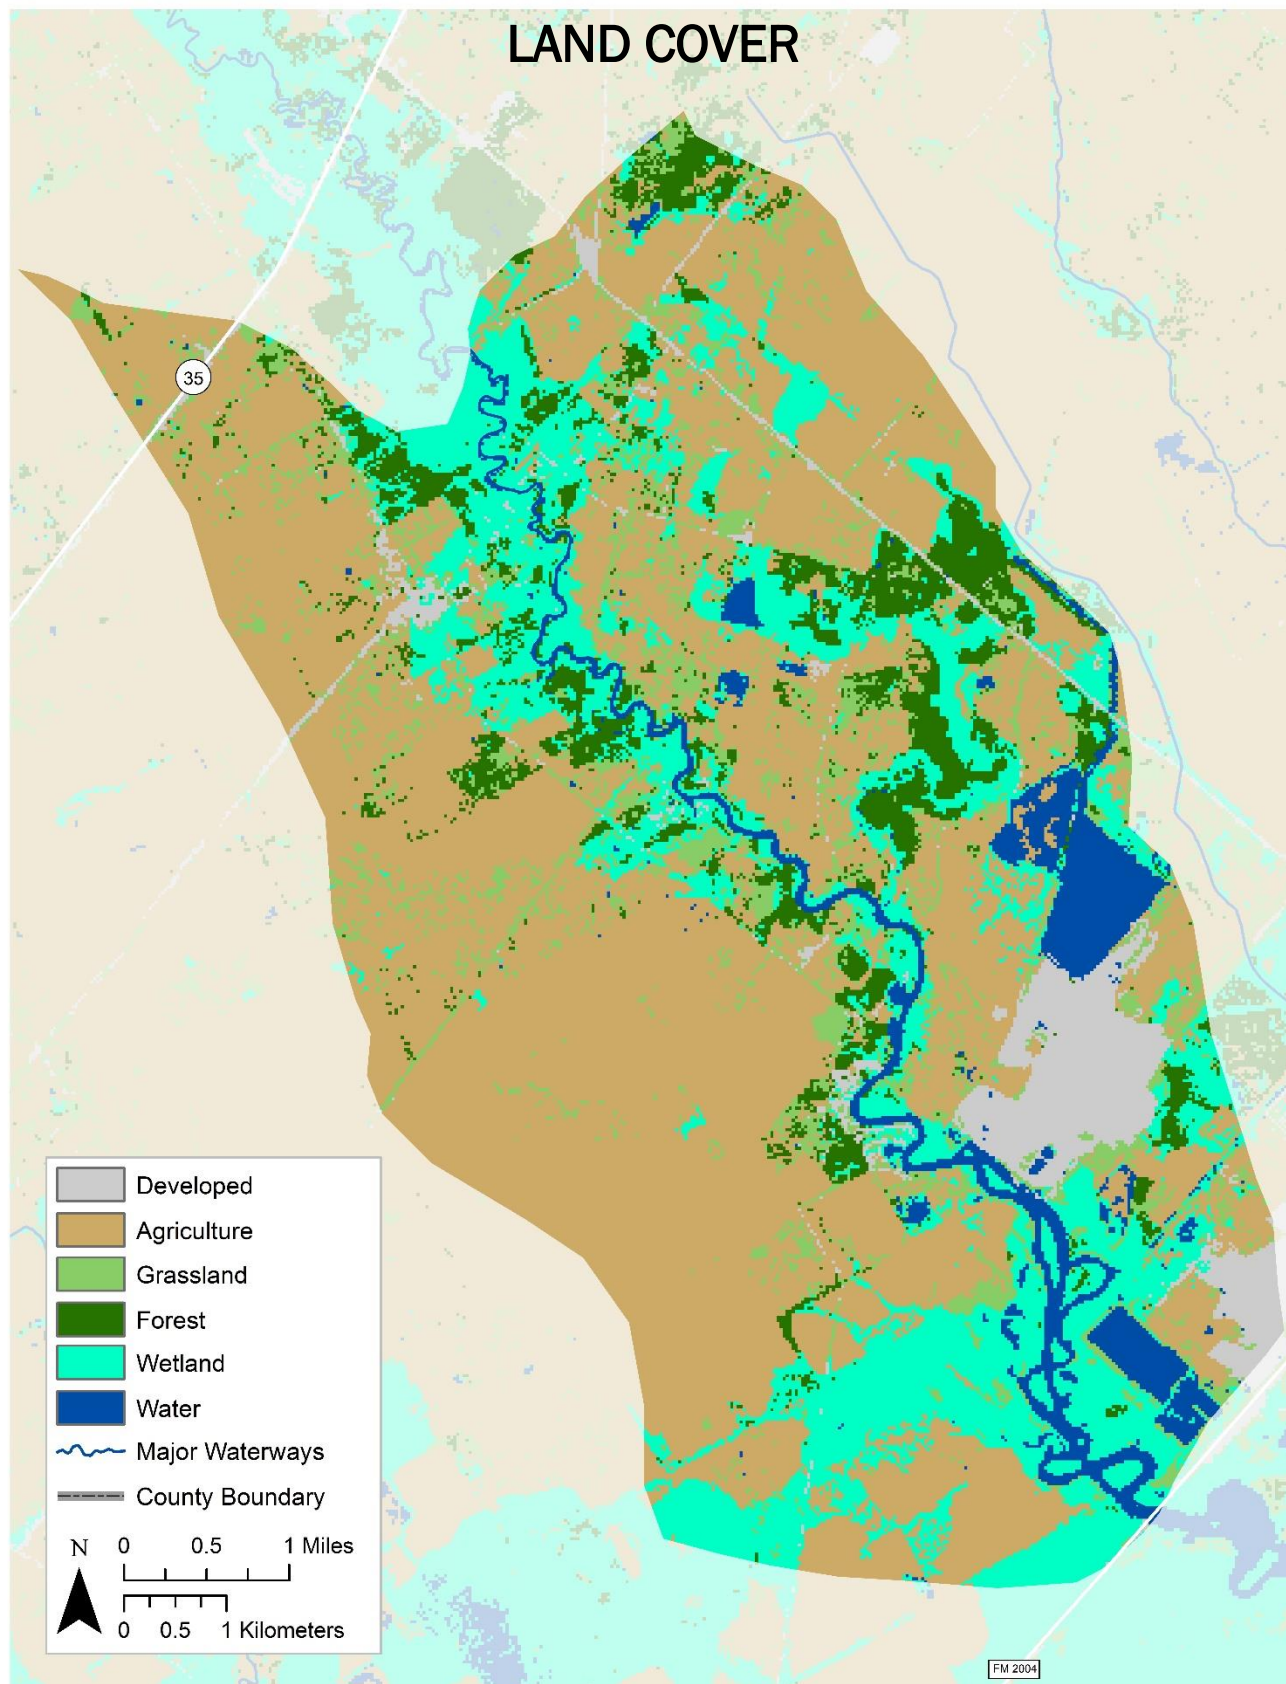 LAND COVER
35
Developed
Agriculture
Grassland
Forest
Wetland
Water
Major Waterways
County Boundary
N
0 0.5 1 Miles
0 0.5 1 Kilometers
FM 2004